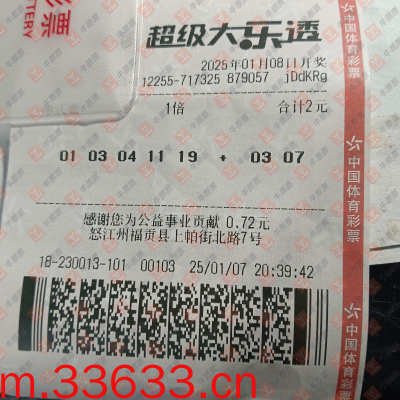 彩票
TTERY
超级大乐透
2025年01月08日开奖
12255-717325 879057 jDdKRg
1倍 合计2元
01 03 04 11 19 + 03 07
感谢您为公益事业贡献 0.72元
怒江州福贡县上帕街北路7号
18-230013-101 00103 25/01/07 20:39:42
中国体育彩票
中国体育彩票
中国体育彩票
m.33633.cn